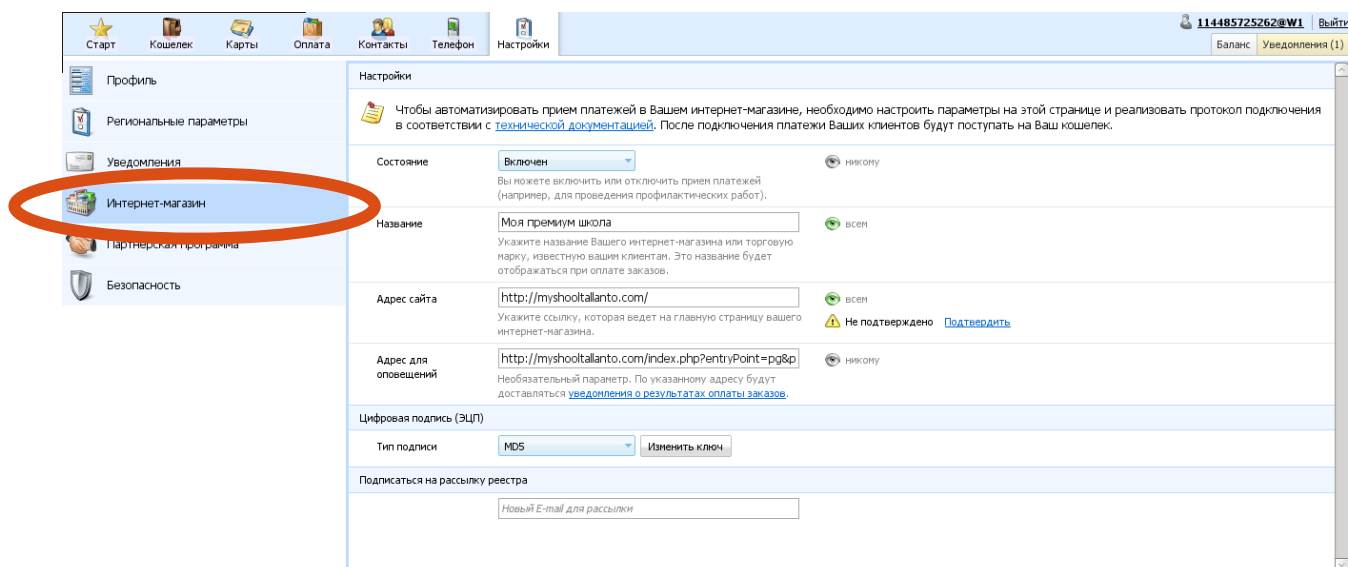 114485725262@W1 Выйти
Старт Кошелек Карты Оплата Контакты Телефон Настройки
Баланс Уведомления (1)
Профиль
Региональные параметры
Уведомления
Интернет-магазин
Партнерская программа
Безопасность
Настройки
Чтобы автоматизировать прием платежей в Вашем интернет-магазине, необходимо настроить параметры на этой странице и реализовать протокол подключения
в соответствии с технической документацией. После подключения платежи Ваших клиентов будут поступать на Ваш кошелек.
Состояние Включен никому
Вы можете включить или отключить прием платежей
(например, для проведения профилактических работ).
Название Моя премиум школа всем
Укажите название Вашего интернет-магазина или торговую
марку, известную вашим клиентам. Это название будет
отображаться при оплате заказов.
Адрес сайта http://myshooltallanto.com/ всем
Укажите ссылку, которая ведет на главную страницу вашего
интернет-магазина.
Не подтверждено Подтвердить
Адрес для
оповещений
http://myshooltallanto.com/index.php?entryPoint=pg&p никому
Необязательный параметр. По указанному адресу будут
доставляться уведомления о результатах оплаты заказов.
Цифровая подпись (ЭЦП)
Тип подписи MD5 Изменить ключ
Подписаться на рассылку реестра
Новый E-mail для рассылки